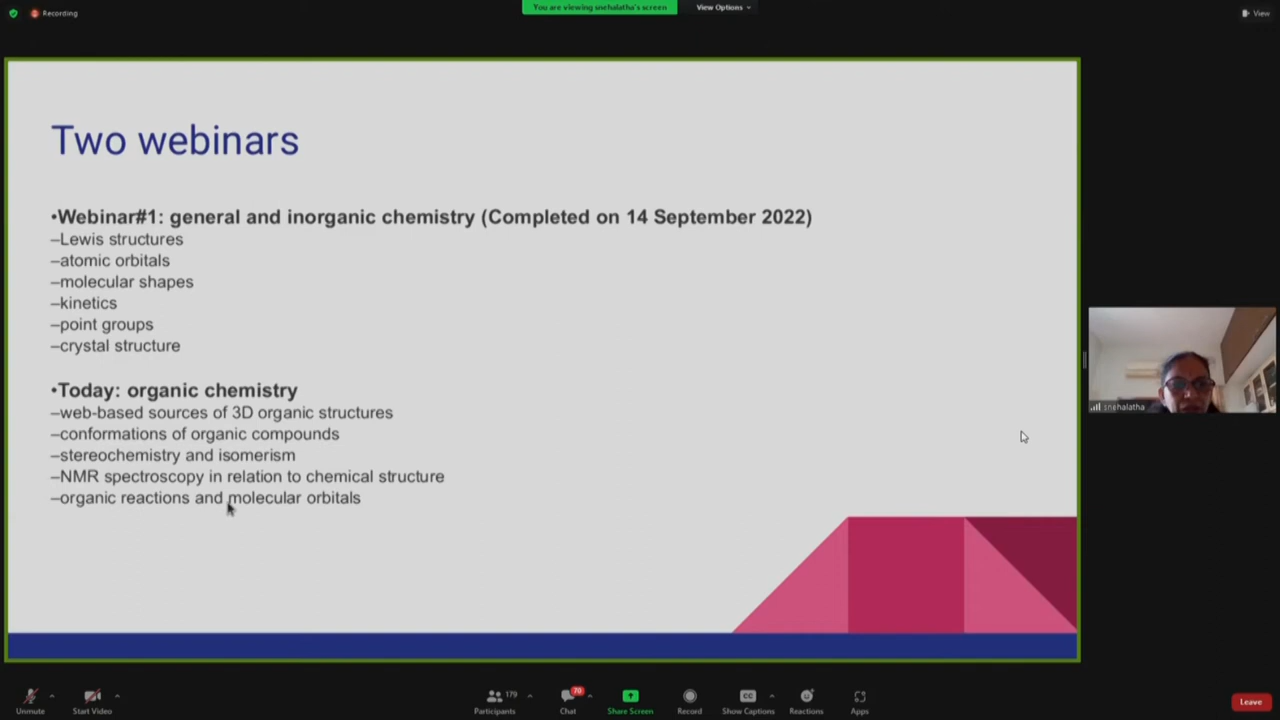 Recording
You are viewing snehalatha's screen
View Options
View
Two webinars
•Webinar#1: general and inorganic chemistry (Completed on 14 September 2022)
–Lewis structures
–atomic orbitals
–molecular shapes
–kinetics
–point groups
–crystal structure
•Today: organic chemistry
–web-based sources of 3D organic structures
–conformations of organic compounds
–stereochemistry and isomerism
–NMR spectroscopy in relation to chemical structure
–organic reactions and molecular orbitals
snehalatha
Unmute
Start Video
179
Participants
70
Chat
Share Screen
Record
CC
Show Captions
Reactions
Apps
Leave